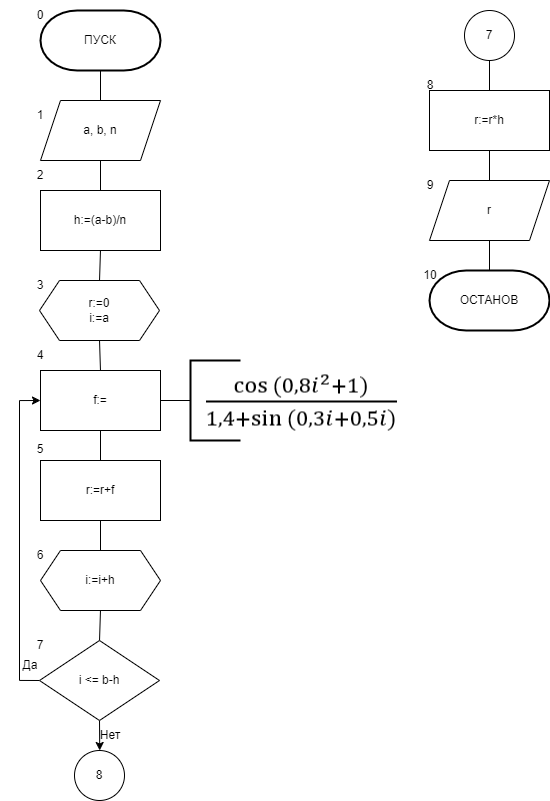 0
ПУСК
1
a, b, n
2
h:=(a-b)/n
3
r:=0
i:=a
4
f:=
cos (0,8i²+1)
1,4+sin (0,3i+0,5i)
5
r:=r+f
6
i:=i+h
7
Да
i <= b-h
Нет
8
7
8
r:=r*h
9
r
10
ОСТАНОВ